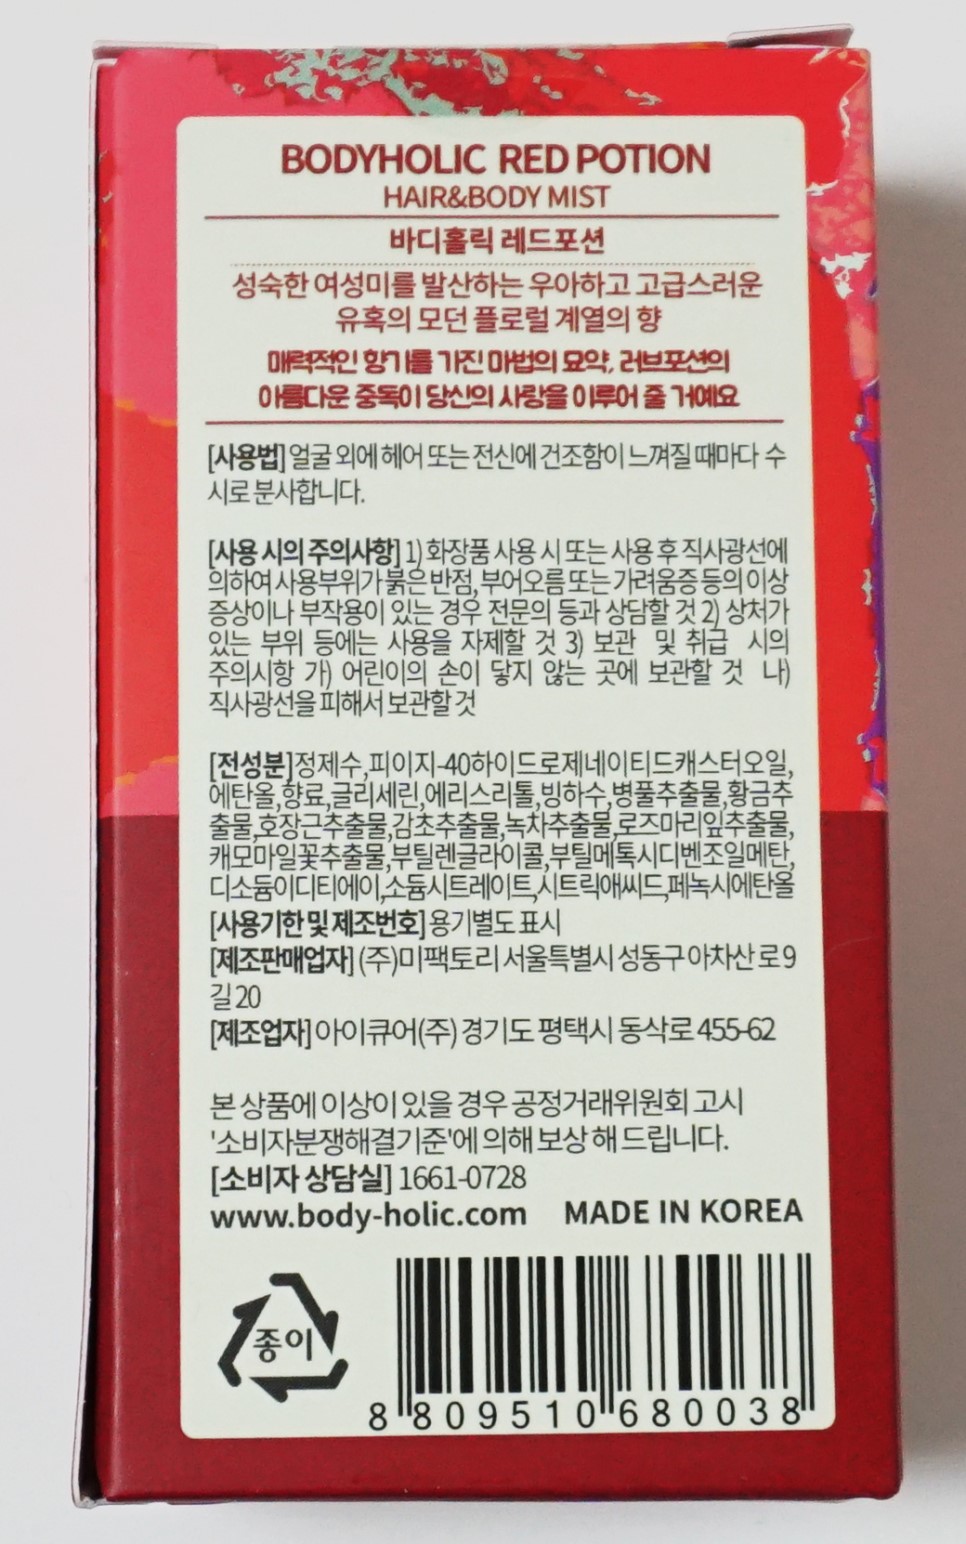 BODYHOLIC RED POTION
HAIR&BODY MIST
바디홀릭 레드포션
성숙한 여성미를 발산하는 우아하고 고급스러운
유혹의 모던 플로럴 계열의 향
매력적인 향기를 가진 마법의 묘약, 러브포션의
아름다운 중독이 당신의 사랑을 이루어 줄 거예요
[사용법] 얼굴 외에 헤어 또는 전신에 건조함이 느껴질 때마다 수
시로 분사합니다.
[사용 시의 주의사항] 1) 화장품 사용 시 또는 사용 후 직사광선에
의하여 사용부위가 붉은 반점, 부어오름 또는 가려움증 등의 이상
증상이나 부작용이 있는 경우 전문의 등과 상담할 것 2) 상처가
있는 부위 등에는 사용을 자제할 것 3) 보관 및 취급 시의
주의시항 가) 어린이의 손이 닿지 않는 곳에 보관할 것 나)
직사광선을 피해서 보관할 것
[전성분]정제수,피이지-40하이드로제네이티드캐스터오일,
에탄올,향료,글리세린,에리스리톨,빙하수,병풀추출물,황금추
출물,호장근추출물,감초추출물,녹차추출물,로즈마리잎추출물,
캐모마일꽃추출물,부틸렌글라이콜,부틸메톡시디벤조일메탄,
디소듐이디티에이,소듐시트레이트,시트릭애씨드,페녹시에탄올
[사용기한 및 제조번호] 용기별도 표시
[제조판매업자] (주)미팩토리 서울특별시 성동구 아차산로9
길 20
[제조업자] 아이큐어(주) 경기도 평택시 동삭로 455-62
본 상품에 이상이 있을 경우 공정거래위원회 고시
'소비자분쟁해결기준'에 의해 보상 해 드립니다.
[소비자 상담실] 1661-0728
www.body-holic.com MADE IN KOREA
종이
8 809510 680038